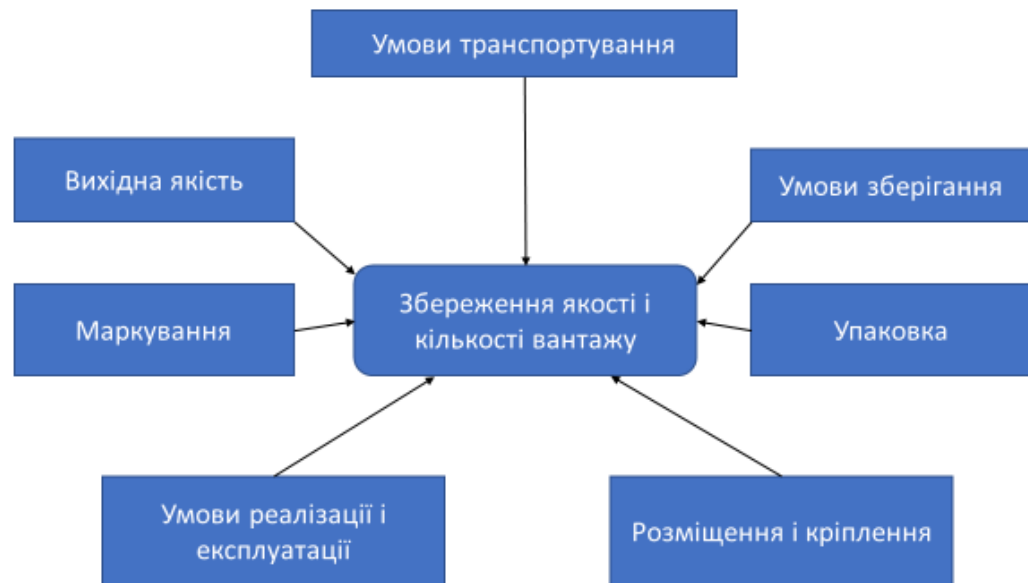 Умови транспортування
Вихідна якість
Умови зберігання
Маркування
Збереження якості і
кількості вантажу
Упаковка
Умови реалізації і
експлуатації
Розміщення і кріплення